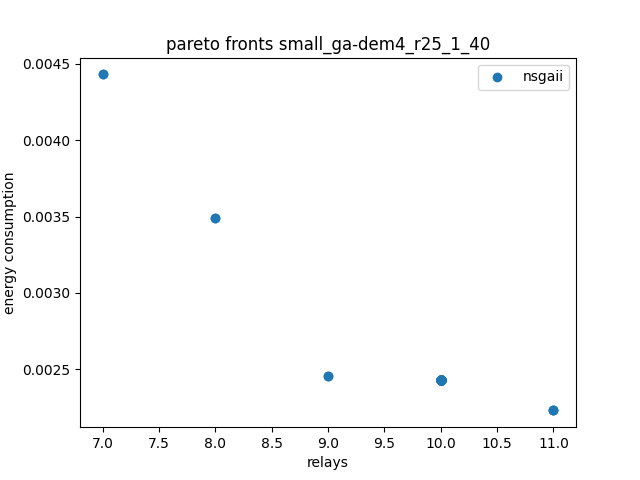 pareto fronts small_ga-dem4_r25_1_40
nsgaii
energy consumption
0.0045
0.0040
0.0035
0.0030
0.0025
7.0 7.5 8.0 8.5 9.0 9.5 10.0 10.5 11.0
relays